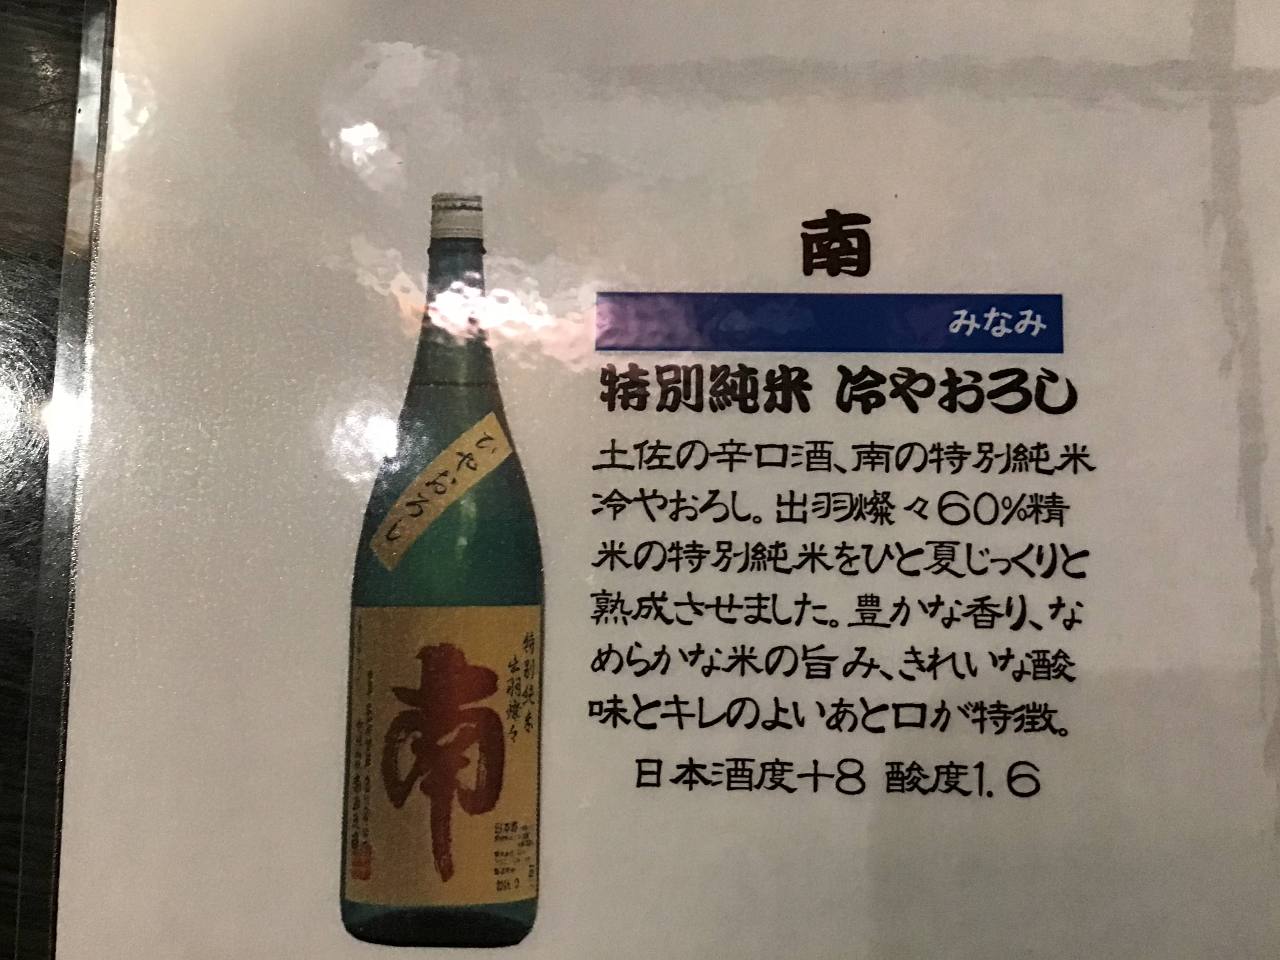 南
みなみ
特別純米 冷やおろし
土佐の辛口酒、南の特別純米
冷やおろし。出羽燦々60%精
米の特別純米をひと夏じっくりと
熟成させました。豊かな香り、な
めらかな米の旨み、きれいな酸
味とキレのよいあと口が特徴。
日本酒度+8 酸度1.6
ひやおろし
特別純米
出羽燦々
南